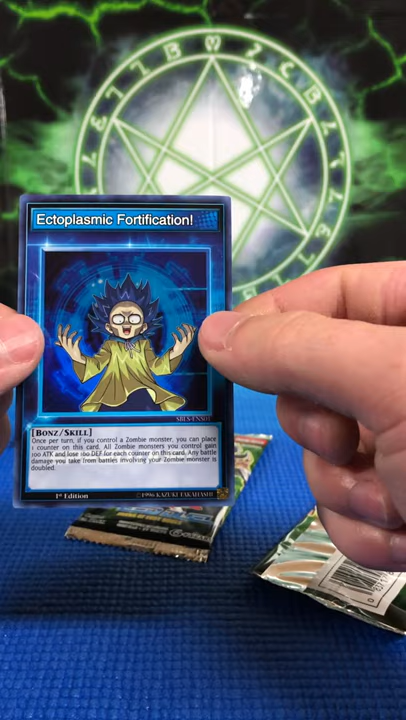 Ectoplasmic Fortification!
SBLS-ENS01
[BONZ/SKILL]
Once per turn, if you control a Zombie monster, you can place
1 counter on this card. All Zombie monsters you control gain
100 ATK and lose 100 DEF for each counter on this card. Any battle
damage you take from battles involving your Zombie monster is
doubled.
1st Edition
©1996 KAZUKI TAKAHASHI